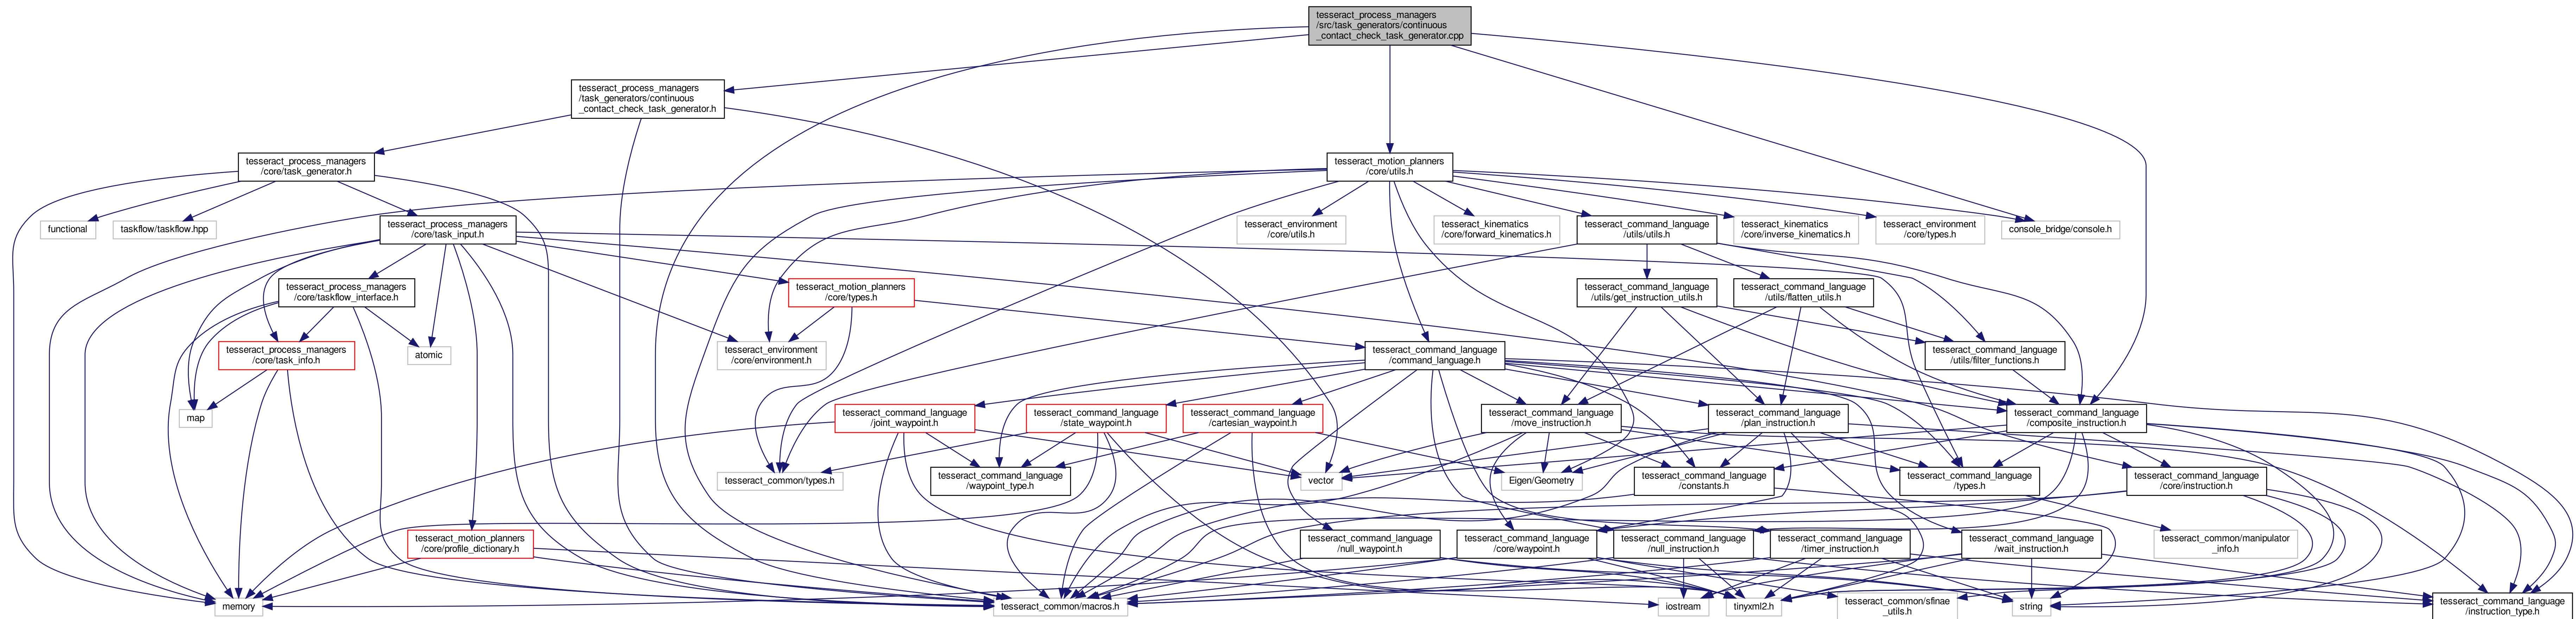 tesseract_process_managers
/src/task_generators/continuous
_contact_check_task_generator.cpp
tesseract_process_managers
/task_generators/continuous
_contact_check_task_generator.h
tesseract_process_managers
/core/task_generator.h
tesseract_motion_planners
/core/utils.h
functional
taskflow/taskflow.hpp
tesseract_process_managers
/core/task_input.h
tesseract_environment
/core/utils.h
tesseract_kinematics
/core/forward_kinematics.h
tesseract_command_language
/utils/utils.h
tesseract_kinematics
/core/inverse_kinematics.h
tesseract_environment
/core/types.h
console_bridge/console.h
tesseract_process_managers
/core/taskflow_interface.h
tesseract_motion_planners
/core/types.h
tesseract_command_language
/utils/get_instruction_utils.h
tesseract_command_language
/utils/flatten_utils.h
tesseract_process_managers
/core/task_info.h
atomic
tesseract_environment
/core/environment.h
tesseract_command_language
/command_language.h
tesseract_command_language
/utils/filter_functions.h
map
tesseract_command_language
/joint_waypoint.h
tesseract_command_language
/state_waypoint.h
tesseract_command_language
/cartesian_waypoint.h
tesseract_command_language
/move_instruction.h
tesseract_command_language
/plan_instruction.h
tesseract_command_language
/composite_instruction.h
tesseract_common/types.h
tesseract_command_language
/waypoint_type.h
vector
Eigen/Geometry
tesseract_command_language
/constants.h
tesseract_command_language
/types.h
tesseract_command_language
/core/instruction.h
tesseract_motion_planners
/core/profile_dictionary.h
tesseract_command_language
/null_waypoint.h
tesseract_command_language
/core/waypoint.h
tesseract_command_language
/null_instruction.h
tesseract_command_language
/timer_instruction.h
tesseract_command_language
/wait_instruction.h
tesseract_common/manipulator
_info.h
memory
tesseract_common/macros.h
iostream
tinyxml2.h
tesseract_common/sfinae
_utils.h
string
tesseract_command_language
/instruction_type.h